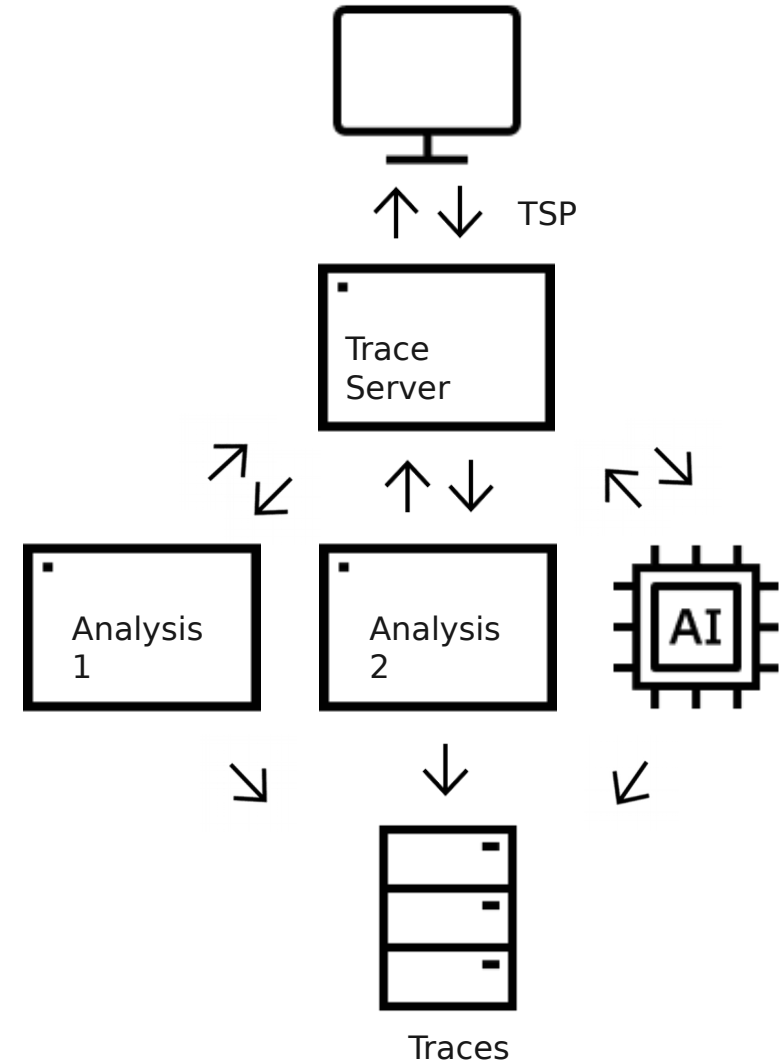 TSP
Trace
Server
Analysis
1
Analysis
2
AI
Traces